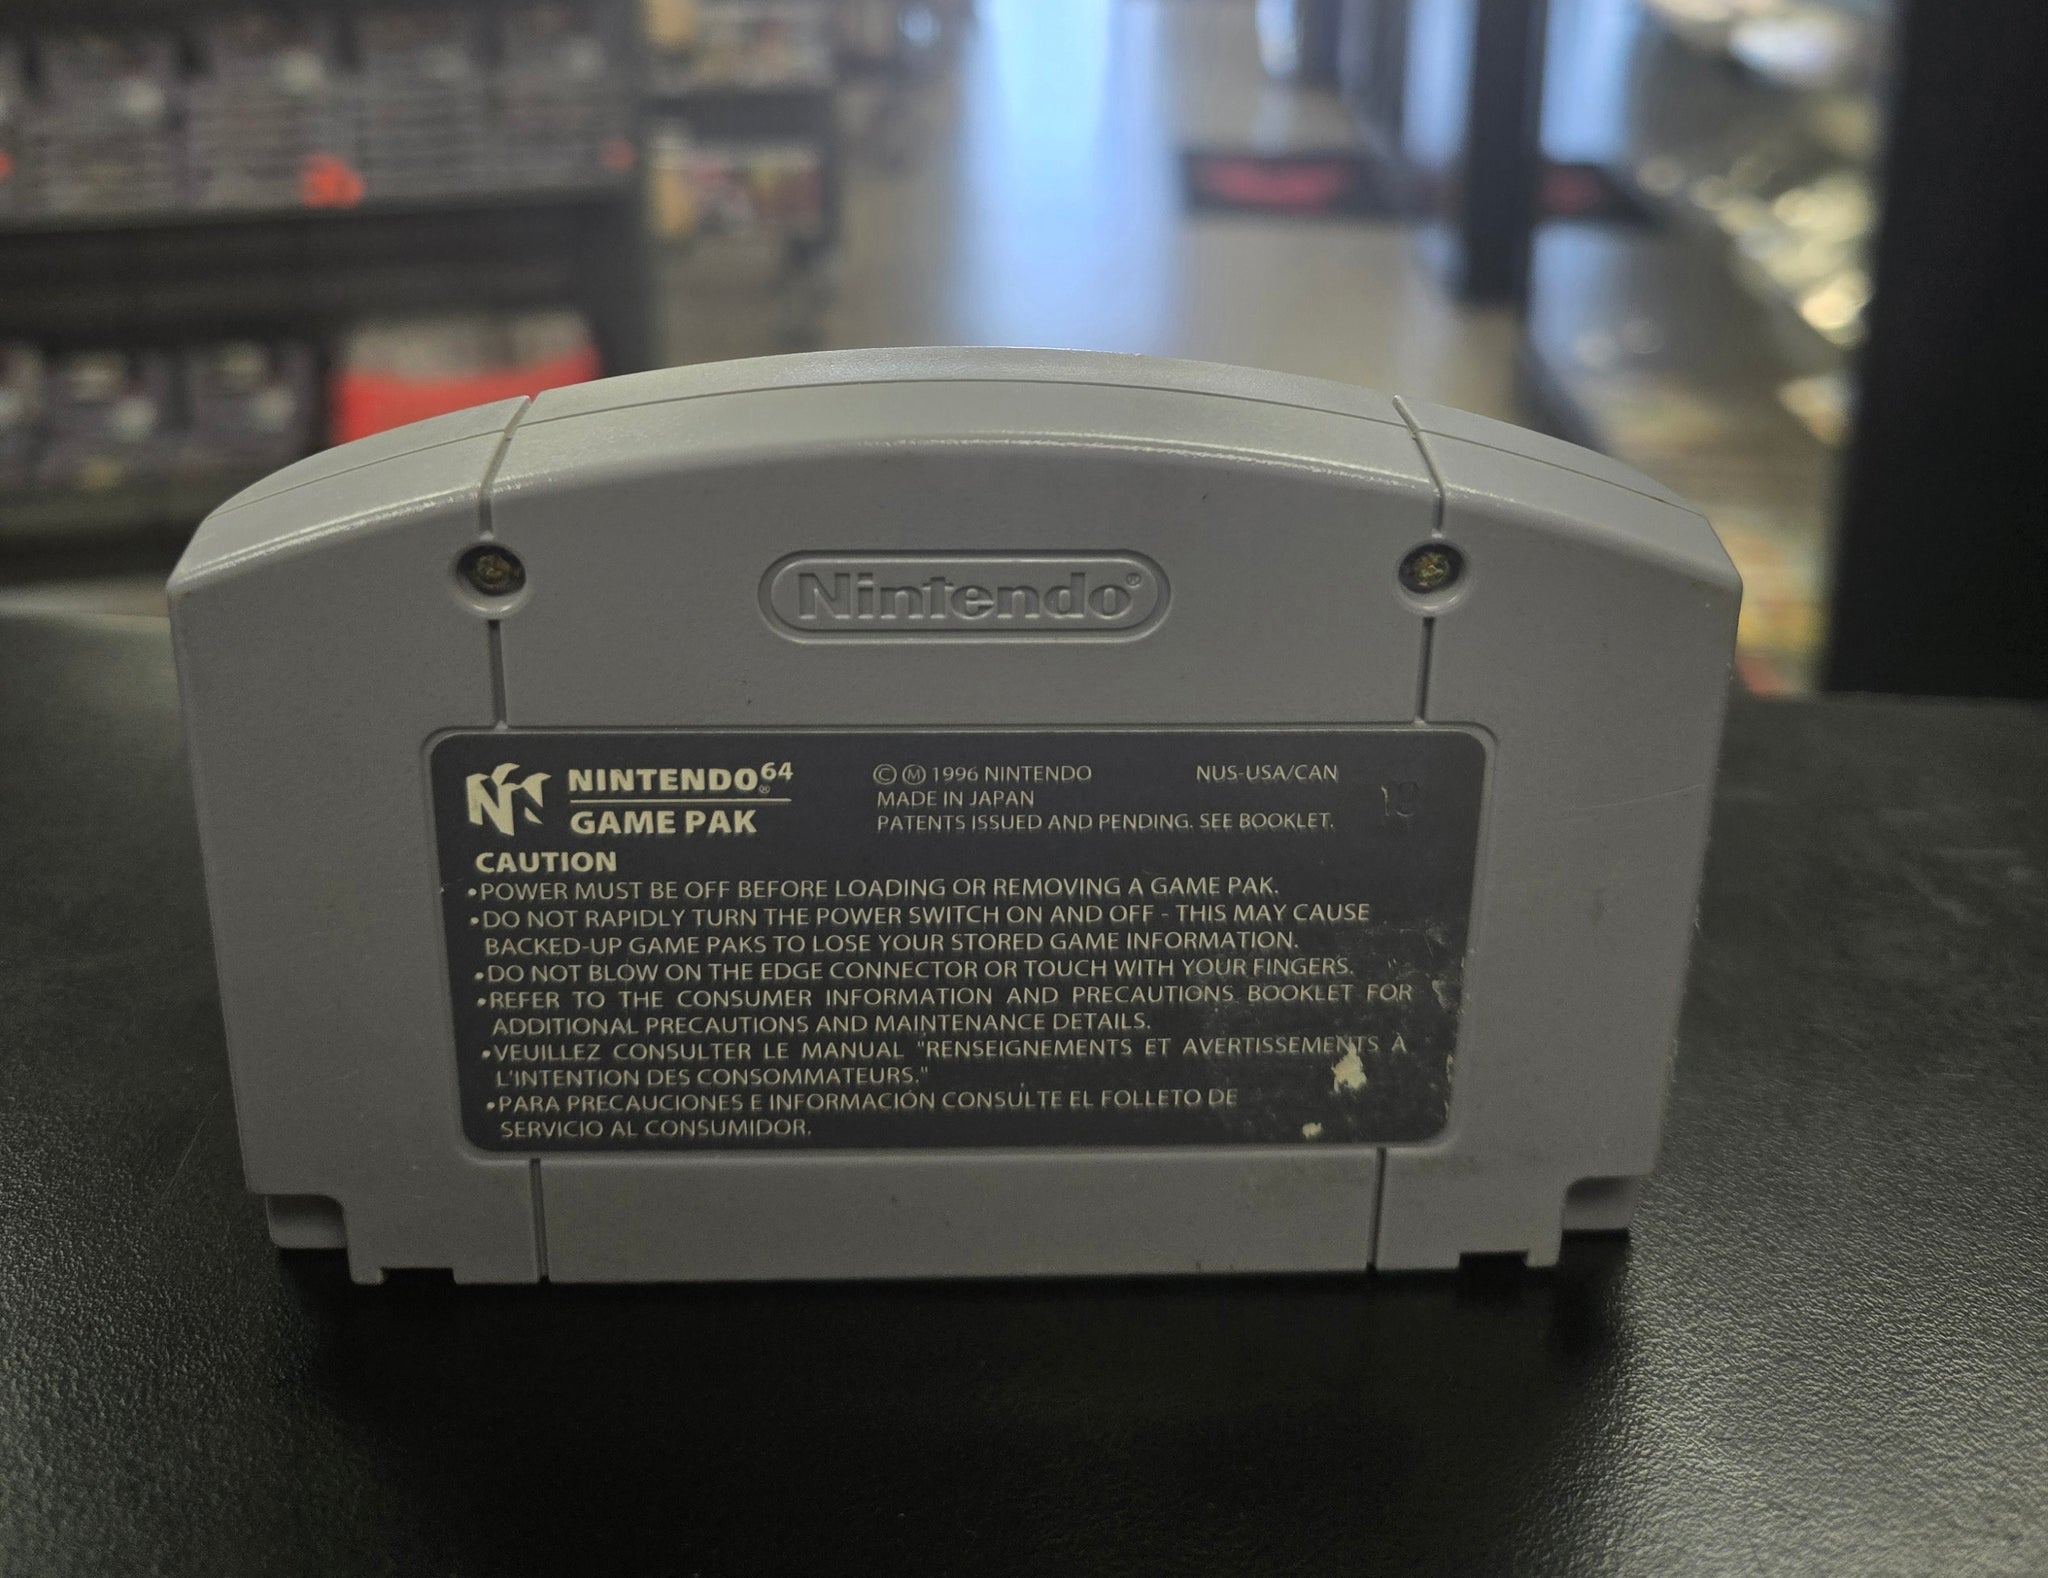 Nintendo®
NINTENDO64®
GAME PAK
© Ⓜ 1996 NINTENDO NUS-USA/CAN
MADE IN JAPAN
PATENTS ISSUED AND PENDING. SEE BOOKLET.
CAUTION
•POWER MUST BE OFF BEFORE LOADING OR REMOVING A GAME PAK.
•DO NOT RAPIDLY TURN THE POWER SWITCH ON AND OFF - THIS MAY CAUSE
BACKED-UP GAME PAKS TO LOSE YOUR STORED GAME INFORMATION.
•DO NOT BLOW ON THE EDGE CONNECTOR OR TOUCH WITH YOUR FINGERS.
•REFER TO THE CONSUMER INFORMATION AND PRECAUTIONS BOOKLET FOR
ADDITIONAL PRECAUTIONS AND MAINTENANCE DETAILS.
•VEUILLEZ CONSULTER LE MANUAL "RENSEIGNEMENTS ET AVERTISSEMENTS À
L'INTENTION DES CONSOMMATEURS."
•PARA PRECAUCIONES E INFORMACIÓN CONSULTE EL FOLLETO DE
SERVICIO AL CONSUMIDOR.